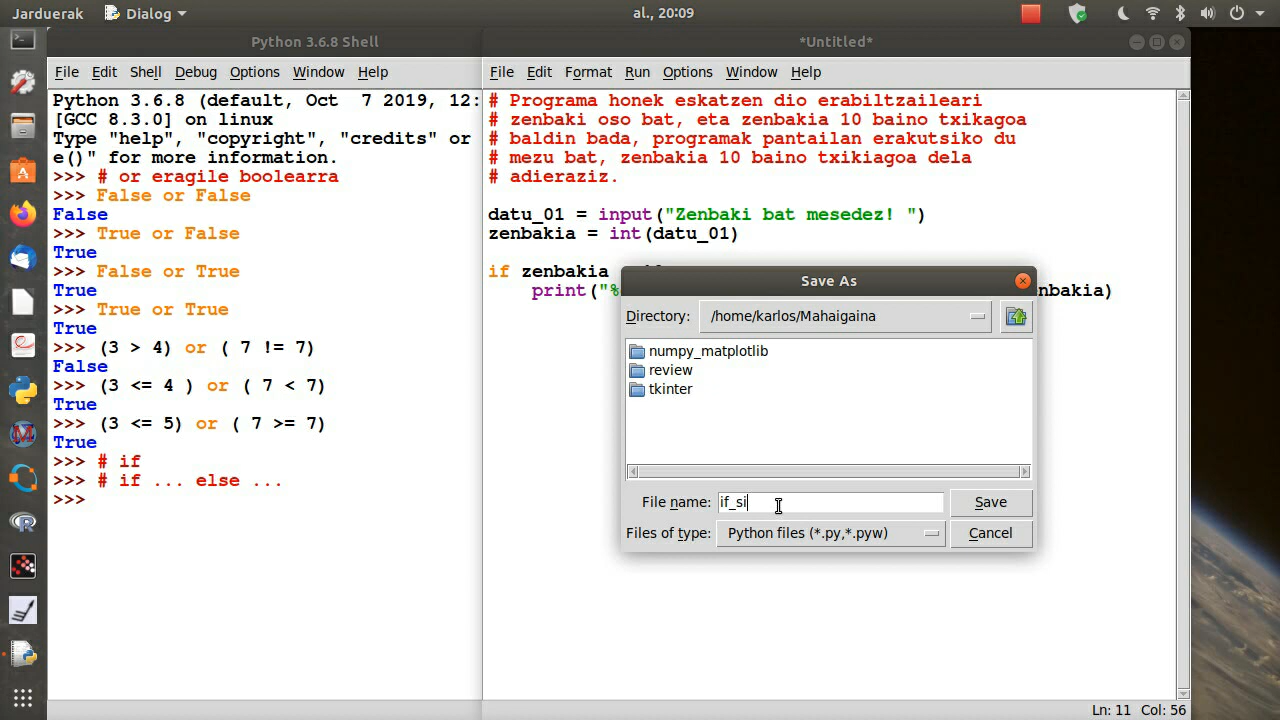 Jarduerak
Dialog
al., 20:09
Python 3.6.8 Shell
File Edit Shell Debug Options Window Help
Python 3.6.8 (default, Oct  7 2019, 12:
[GCC 8.3.0] on linux
Type "help", "copyright", "credits" or
e()" for more information.
>>> # or eragile boolearra
>>> False or False
False
>>> True or False
True
>>> False or True
True
>>> True or True
True
>>> (3 > 4) or ( 7 != 7)
False
>>> (3 <= 4 ) or ( 7 < 7)
True
>>> (3 <= 5) or ( 7 >= 7)
True
>>> # if
>>> # if ... else ...
>>>
*Untitled*
File Edit Format Run Options Window Help
# Programa honek eskatzen dio erabiltzaileari
# zenbaki oso bat, eta zenbakia 10 baino txikagoa
# baldin bada, programak pantailan erakutsiko du
# mezu bat, zenbakia 10 baino txikiagoa dela
# adieraziz.
datu_01 = input("Zenbaki bat mesedez! ")
zenbakia = int(datu_01)
if zenbakia
print("% nbakia)
Save As
Directory: /home/karlos/Mahaigaina
numpy_matplotlib
review
tkinter
File name: if_si Save
Files of type: Python files (*.py,*.pyw) Cancel
Ln: 11 Col: 56